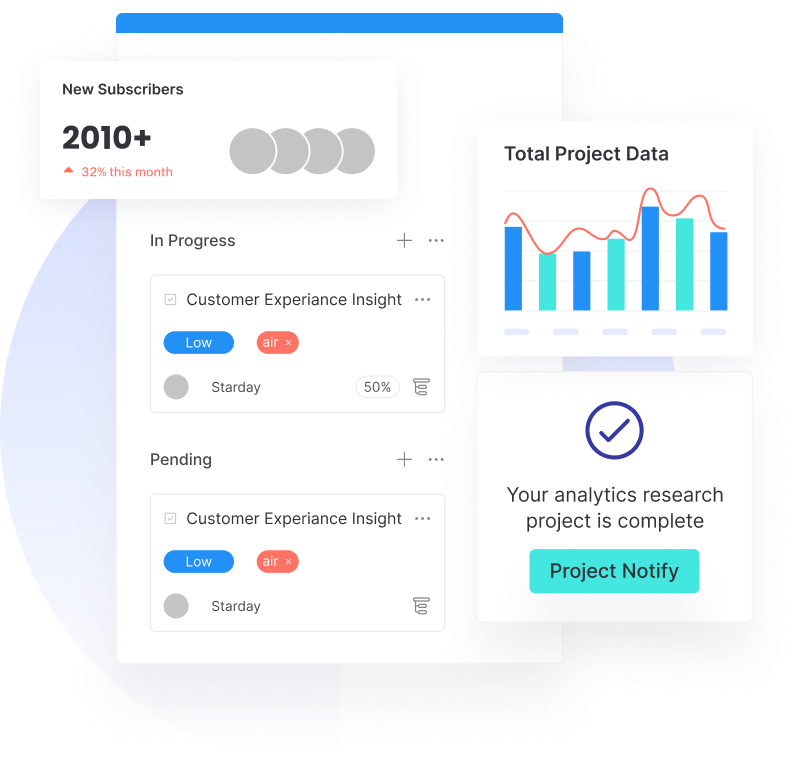 New Subscribers
2010+
32% this month
In Progress
Customer Experiance Insight
Low
air ×
Starday
50%
Pending
Customer Experiance Insight
Low
air ×
Starday
Total Project Data
Your analytics research
project is complete
Project Notify